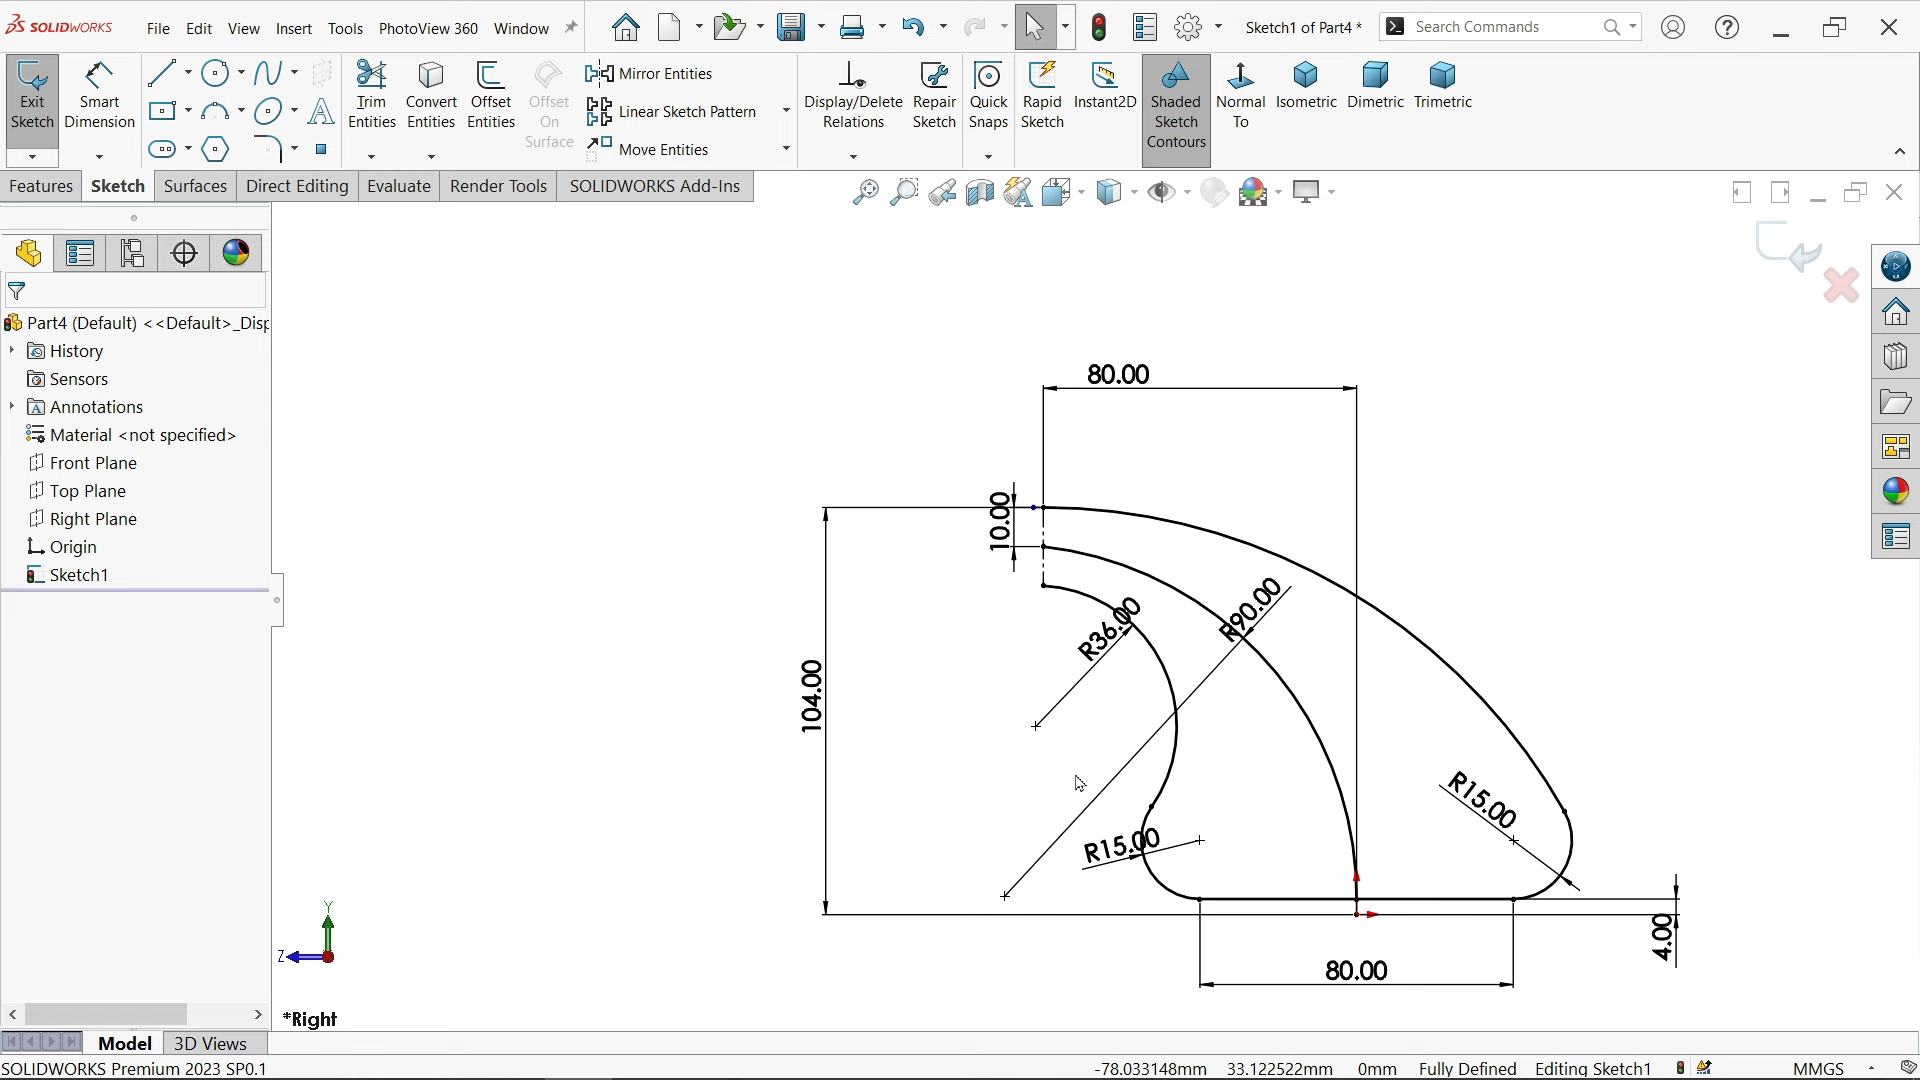 SOLIDWORKS
File Edit View Insert Tools PhotoView 360 Window
Sketch1 of Part4 *
Search Commands
Exit Sketch
Smart Dimension
Trim Entities
Convert Entities
Offset Entities
Offset On Surface
Mirror Entities
Linear Sketch Pattern
Move Entities
Display/Delete Relations
Repair Sketch
Quick Snaps
Rapid Sketch
Instant2D
Shaded Sketch Contours
Normal To
Isometric
Dimetric
Trimetric
Features Sketch Surfaces Direct Editing Evaluate Render Tools SOLIDWORKS Add-Ins
Part4 (Default) <<Default>_Disp
History
Sensors
Annotations
Material <not specified>
Front Plane
Top Plane
Right Plane
Origin
Sketch1
80.00
10.00
R36.00
R90.00
104.00
R15.00
R15.00
4.00
80.00
Y
Z
*Right
Model 3D Views
SOLIDWORKS Premium 2023 SP0.1
-78.033148mm 33.122522mm 0mm Fully Defined Editing Sketch1 MMGS